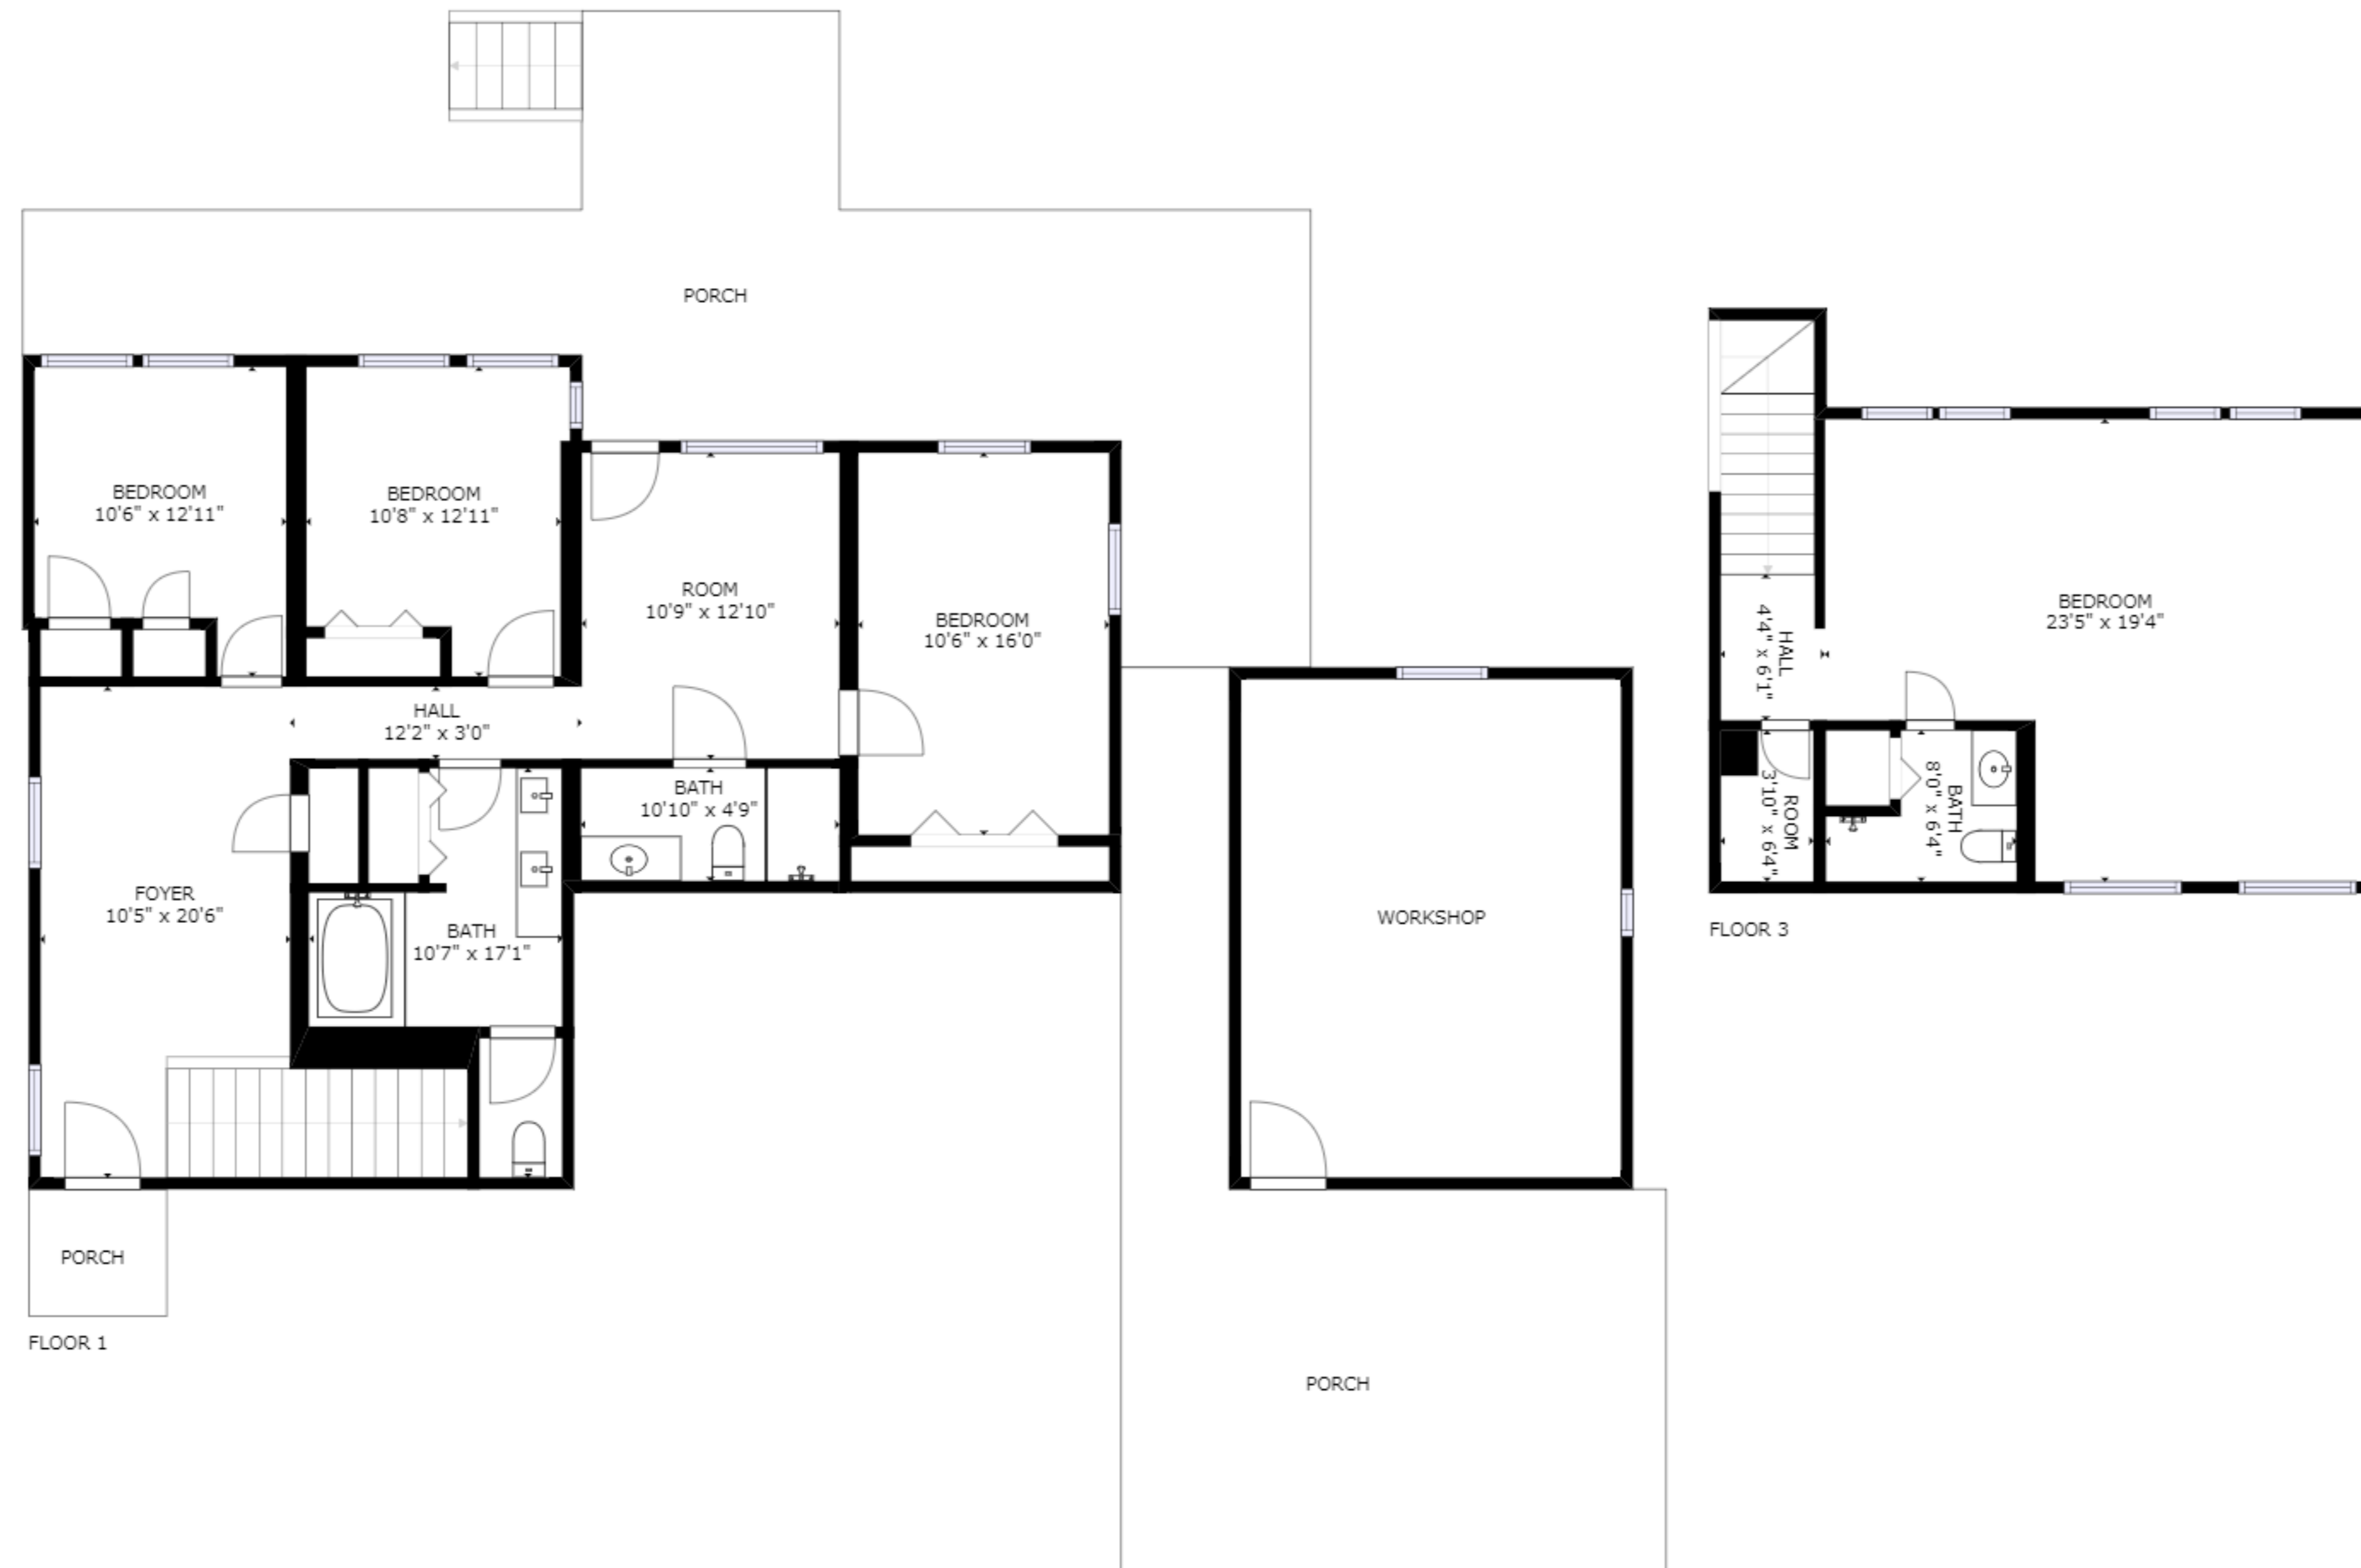 PORCH
BEDROOM
10'6" x 12'11"
BEDROOM
10'8" x 12'11"
ROOM
10'9" x 12'10"
BEDROOM
10'6" x 16'0"
HALL
12'2" x 3'0"
BATH
10'10" x 4'9"
FOYER
10'5" x 20'6"
BATH
10'7" x 17'1"
WORKSHOP
PORCH
FLOOR 1
PORCH
BEDROOM
23'5" x 19'4"
HALL
4'4" x 6'1"
ROOM
3'10" x 6'4"
BATH
8'0" x 6'4"
FLOOR 3